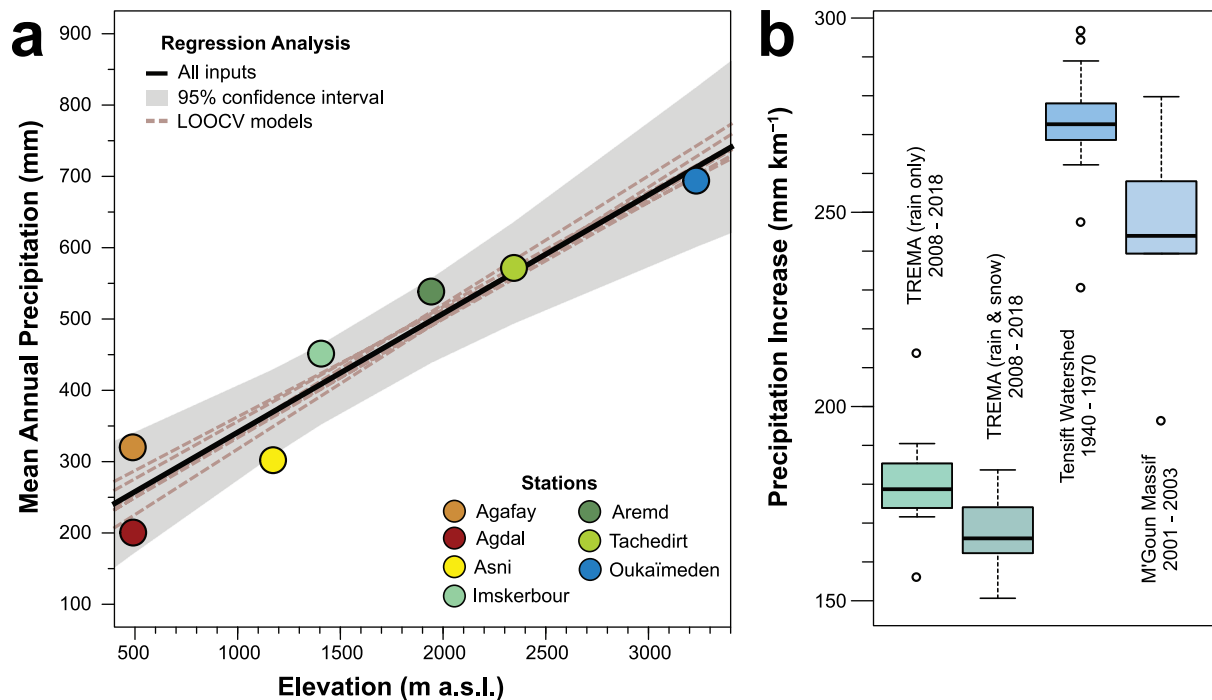 a
Regression Analysis
All inputs
95% confidence interval
LOOCV models
Mean Annual Precipitation (mm)
900
800
700
600
500
400
300
200
100
500
1000
1500
2000
2500
3000
Elevation (m a.s.l.)
Stations
Agafay
Agdal
Asni
Imskerbour
Aremd
Tachedirt
Oukaïmeden
b
Precipitation Increase (mm km⁻¹)
300
250
200
150
TREMA (rain only)
2008 - 2018
TREMA (rain & snow)
2008 - 2018
Tensift Watershed
1940 - 1970
M'Goun Massif
2001 - 2003